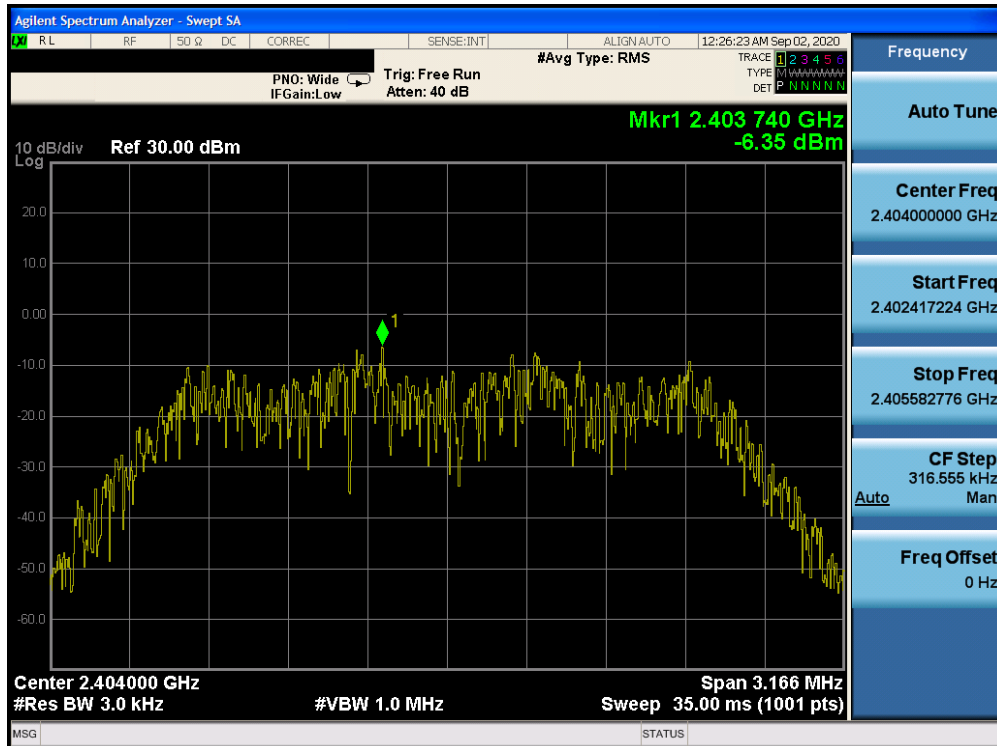 Agilent Spectrum Analyzer - Swept SA
LXI RL RF 50 Ω DC CORREC SENSE:INT ALIGN AUTO 12:26:23 AM Sep 02, 2020
#Avg Type: RMS
TRACE 1 2 3 4 5 6
PNO: Wide Trig: Free Run TYPE M WWWWW
IFGain:Low Atten: 40 dB DET P N N N N N
Mkr1 2.403 740 GHz
-6.35 dBm
10 dB/div Ref 30.00 dBm
Log
20.0
10.0
0.00
1
-10.0
-20.0
-30.0
-40.0
-50.0
-60.0
Center 2.404000 GHz Span 3.166 MHz
#Res BW 3.0 kHz #VBW 1.0 MHz Sweep 35.00 ms (1001 pts)
MSG STATUS
Frequency
Auto Tune
Center Freq
2.404000000 GHz
Start Freq
2.402417224 GHz
Stop Freq
2.405582776 GHz
CF Step
316.555 kHz
Auto Man
Freq Offset
0 Hz